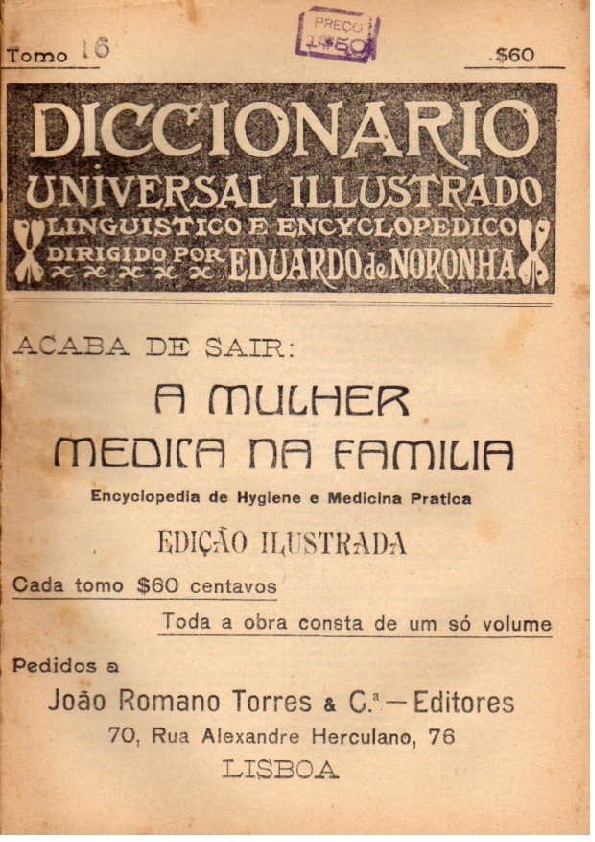 Tomo 16
PREÇO
1$50
$60
DICCIONARIO
UNIVERSAL ILLUSTRADO
LINGUISTICO E ENCYCLOPEDICO
DIRIGIDO POR EDUARDO de NORONHA
ACABA DE SAIR:
A MULHER
MEDICA NA FAMILIA
Encyclopedia de Hygiene e Medicina Pratica
EDIÇÃO ILUSTRADA
Cada tomo $60 centavos
Toda a obra consta de um só volume
Pedidos a
João Romano Torres & C.ª — Editores
70, Rua Alexandre Herculano, 76
LISBOA